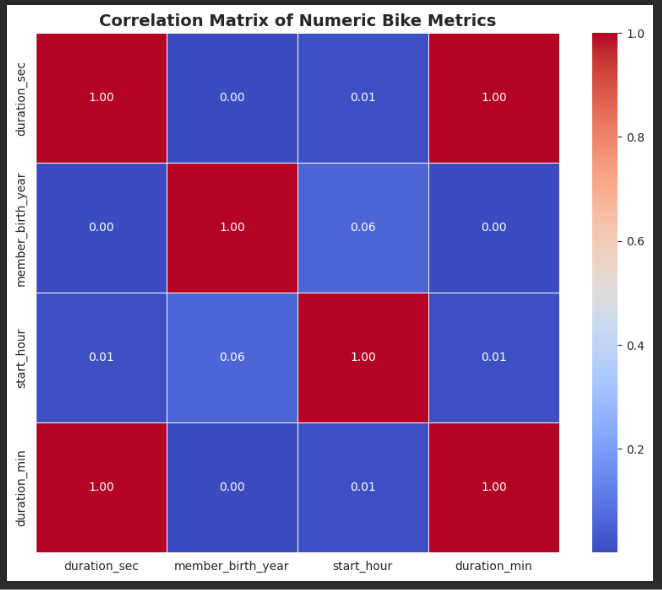 Correlation Matrix of Numeric Bike Metrics
duration_sec
1.00 0.00 0.01 1.00
member_birth_year
0.00 1.00 0.06 0.00
start_hour
0.01 0.06 1.00 0.01
duration_min
1.00 0.00 0.01 1.00
duration_sec member_birth_year start_hour duration_min
1.0
0.8
0.6
0.4
0.2